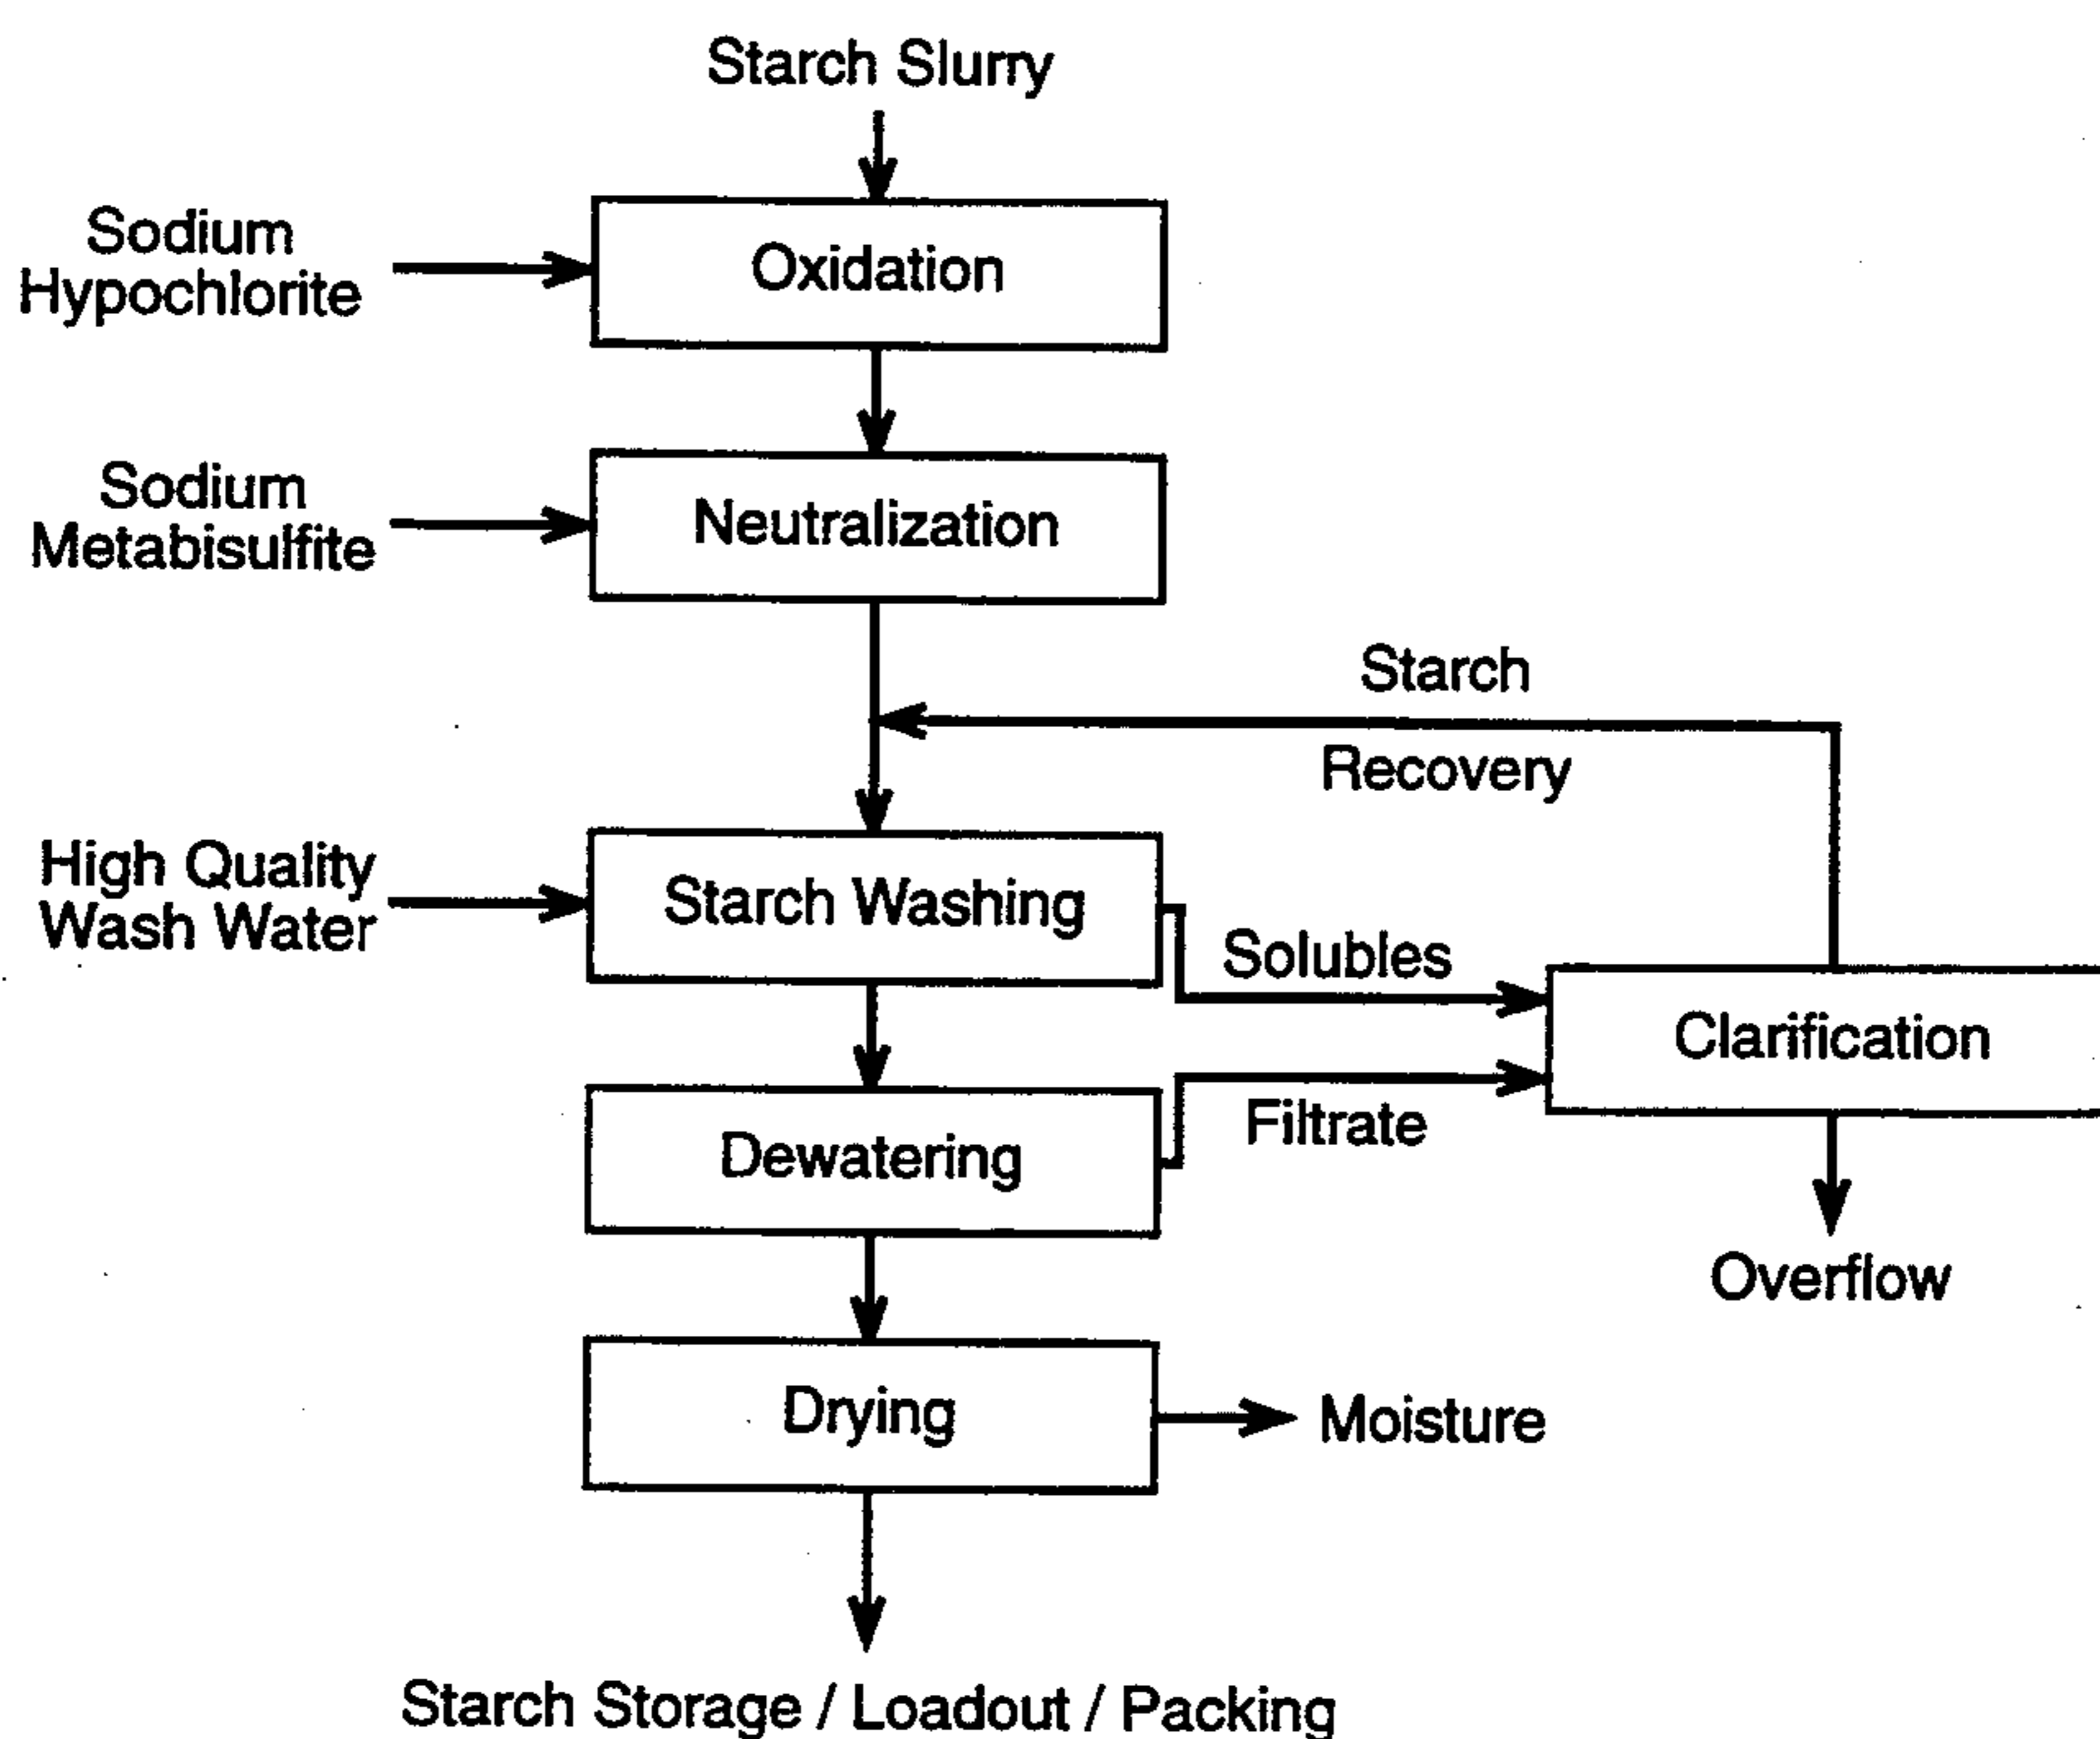 Starch Slurry
Sodium
Hypochlorite
Oxidation
Sodium
Metabisulfite
Neutralization
Starch
Recovery
High Quality
Wash Water
Starch Washing
Solubles
Clarification
Dewatering
Filtrate
Overflow
Drying
Moisture
Starch Storage / Loadout / Packing